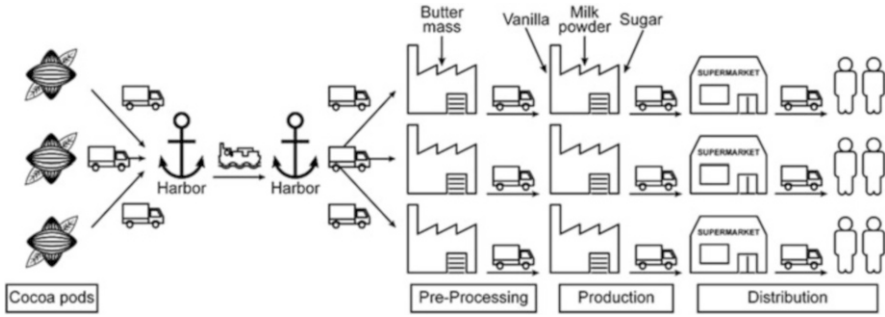 Butter
mass
Vanilla
Milk
powder
Sugar
SUPERMARKET
SUPERMARKET
Harbor
Harbor
SUPERMARKET
Cocoa pods
Pre-Processing
Production
Distribution